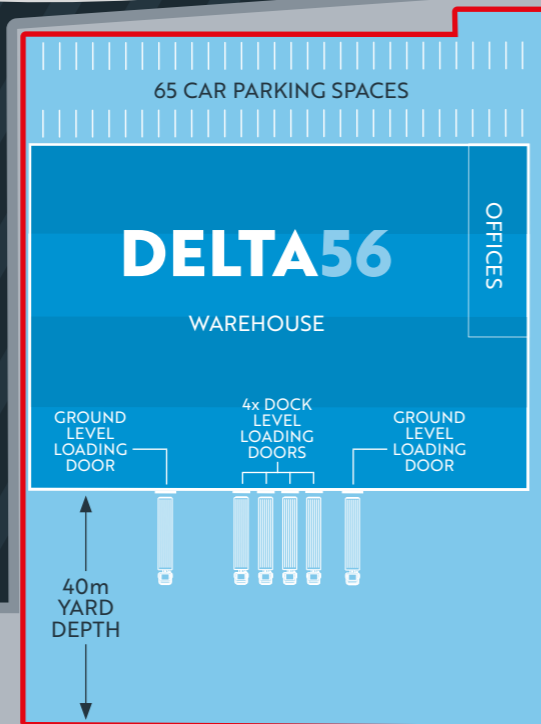 65 CAR PARKING SPACES
OFFICES
DELTA56
WAREHOUSE
GROUND
LEVEL
LOADING
DOOR
4x DOCK
LEVEL
LOADING
DOORS
GROUND
LEVEL
LOADING
DOOR
40m
YARD
DEPTH